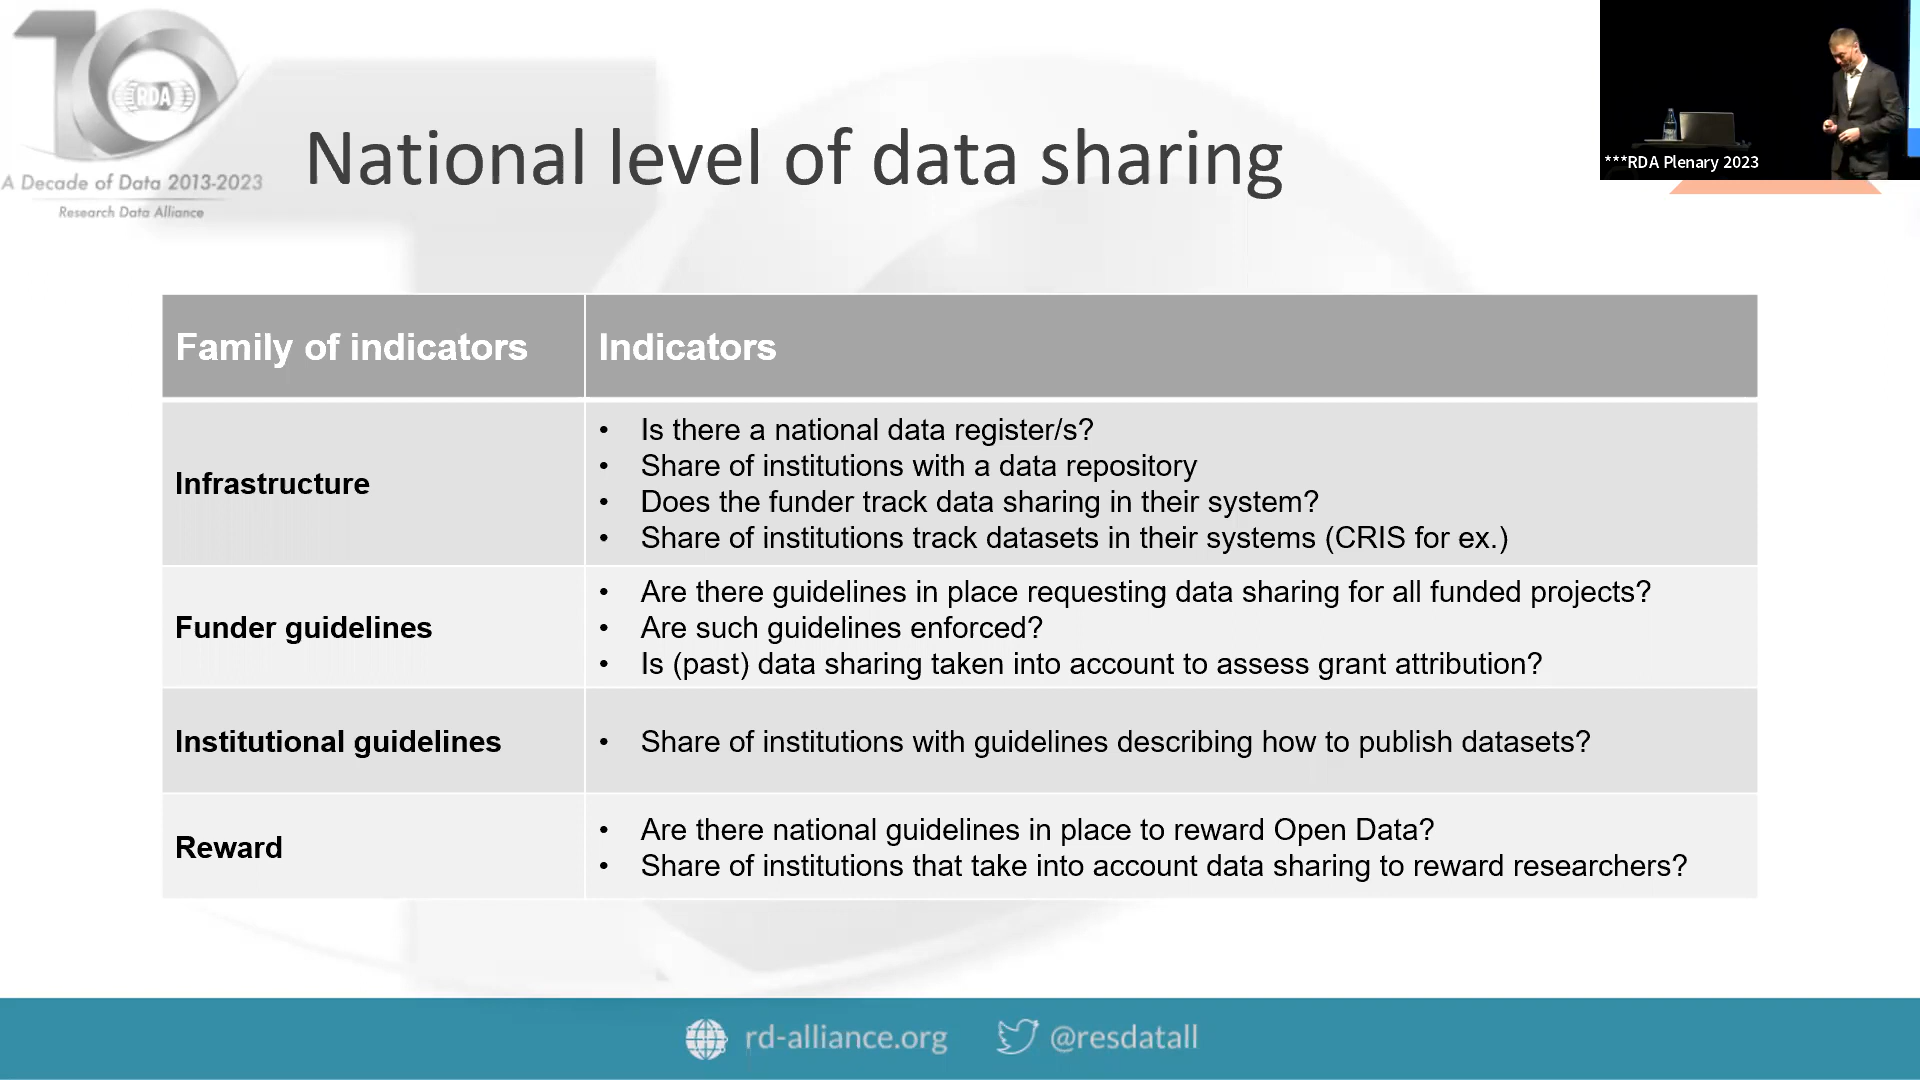 RDA
A Decade of Data 2013-2023
Research Data Alliance
National level of data sharing
***RDA Plenary 2023
Family of indicators
Indicators
Infrastructure
• Is there a national data register/s?
• Share of institutions with a data repository
• Does the funder track data sharing in their system?
• Share of institutions track datasets in their systems (CRIS for ex.)
Funder guidelines
• Are there guidelines in place requesting data sharing for all funded projects?
• Are such guidelines enforced?
• Is (past) data sharing taken into account to assess grant attribution?
Institutional guidelines
• Share of institutions with guidelines describing how to publish datasets?
Reward
• Are there national guidelines in place to reward Open Data?
• Share of institutions that take into account data sharing to reward researchers?
rd-alliance.org
@resdatall